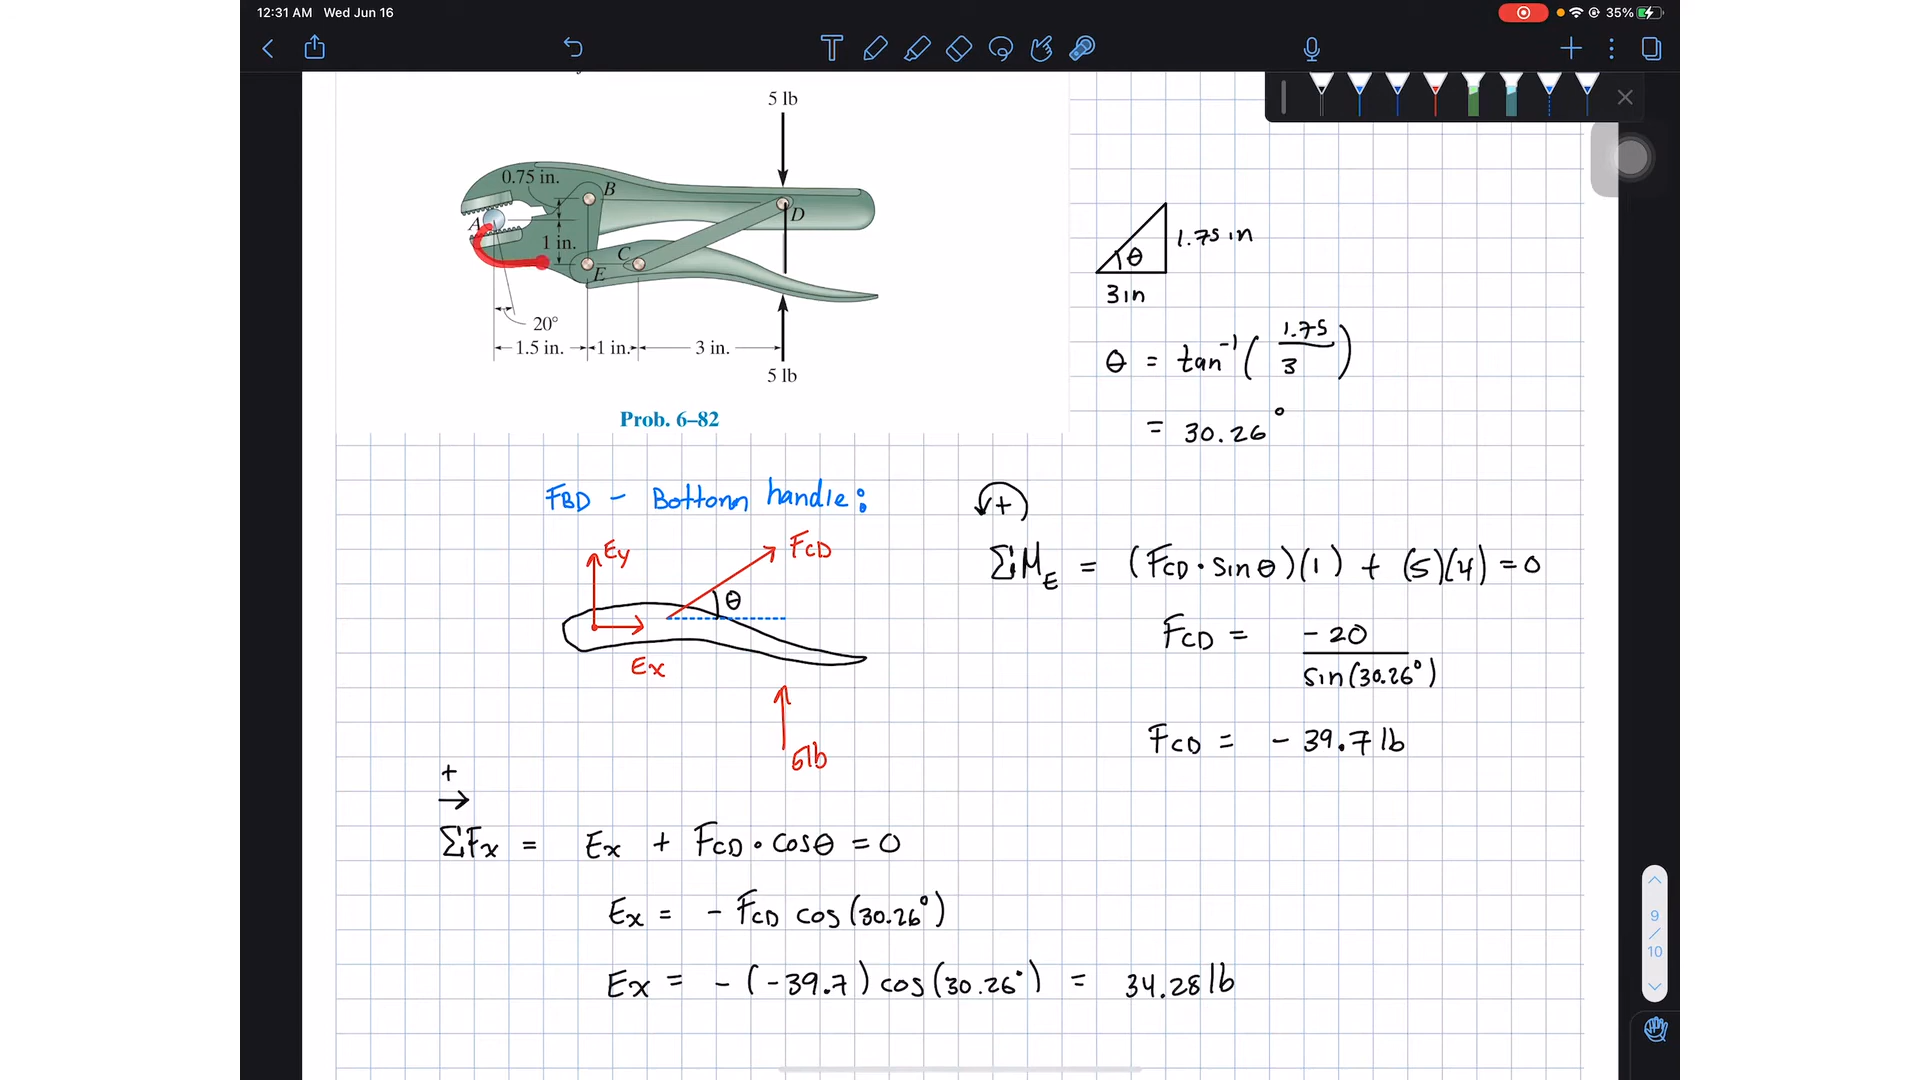 12:31 AM Wed Jun 16
35%
5 lb
0.75 in.
B
D
A
1 in.
C
E
20°
1.5 in. 1 in. 3 in.
5 lb
Prob. 6–82
1.75 in
θ
3 in
θ = tan⁻¹(1.75/3)
= 30.26°
FBD - Bottom handle:
Ey
FCD
θ
Ex
5lb
+
ΣM_E = (FCD · sin θ)(1) + (5)(4) = 0
FCD = -20 / sin(30.26°)
FCD = - 39.7 lb
+
→
ΣFx = Ex + FCD · cosθ = 0
Ex = - FCD cos(30.26°)
Ex = -(-39.7) cos(30.26°) = 34.28 lb
9
/
10